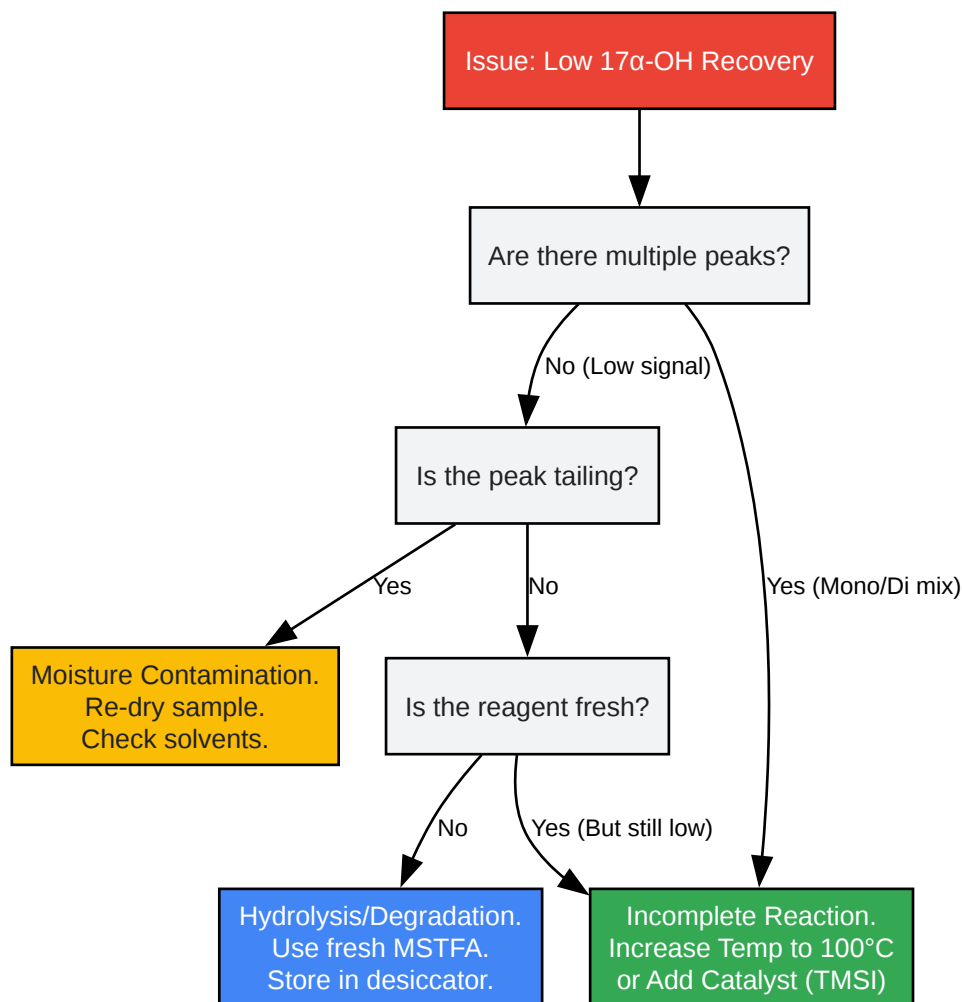 Issue: Low 17α-OH Recovery
Are there multiple peaks?
No (Low signal)
Is the peak tailing?
Yes
No
Yes (Mono/Di mix)
Moisture Contamination.
Re-dry sample.
Check solvents.
Is the reagent fresh?
No
Yes (But still low)
Hydrolysis/Degradation.
Use fresh MSTFA.
Store in desiccator.
Incomplete Reaction.
Increase Temp to 100°C
or Add Catalyst (TMSI)